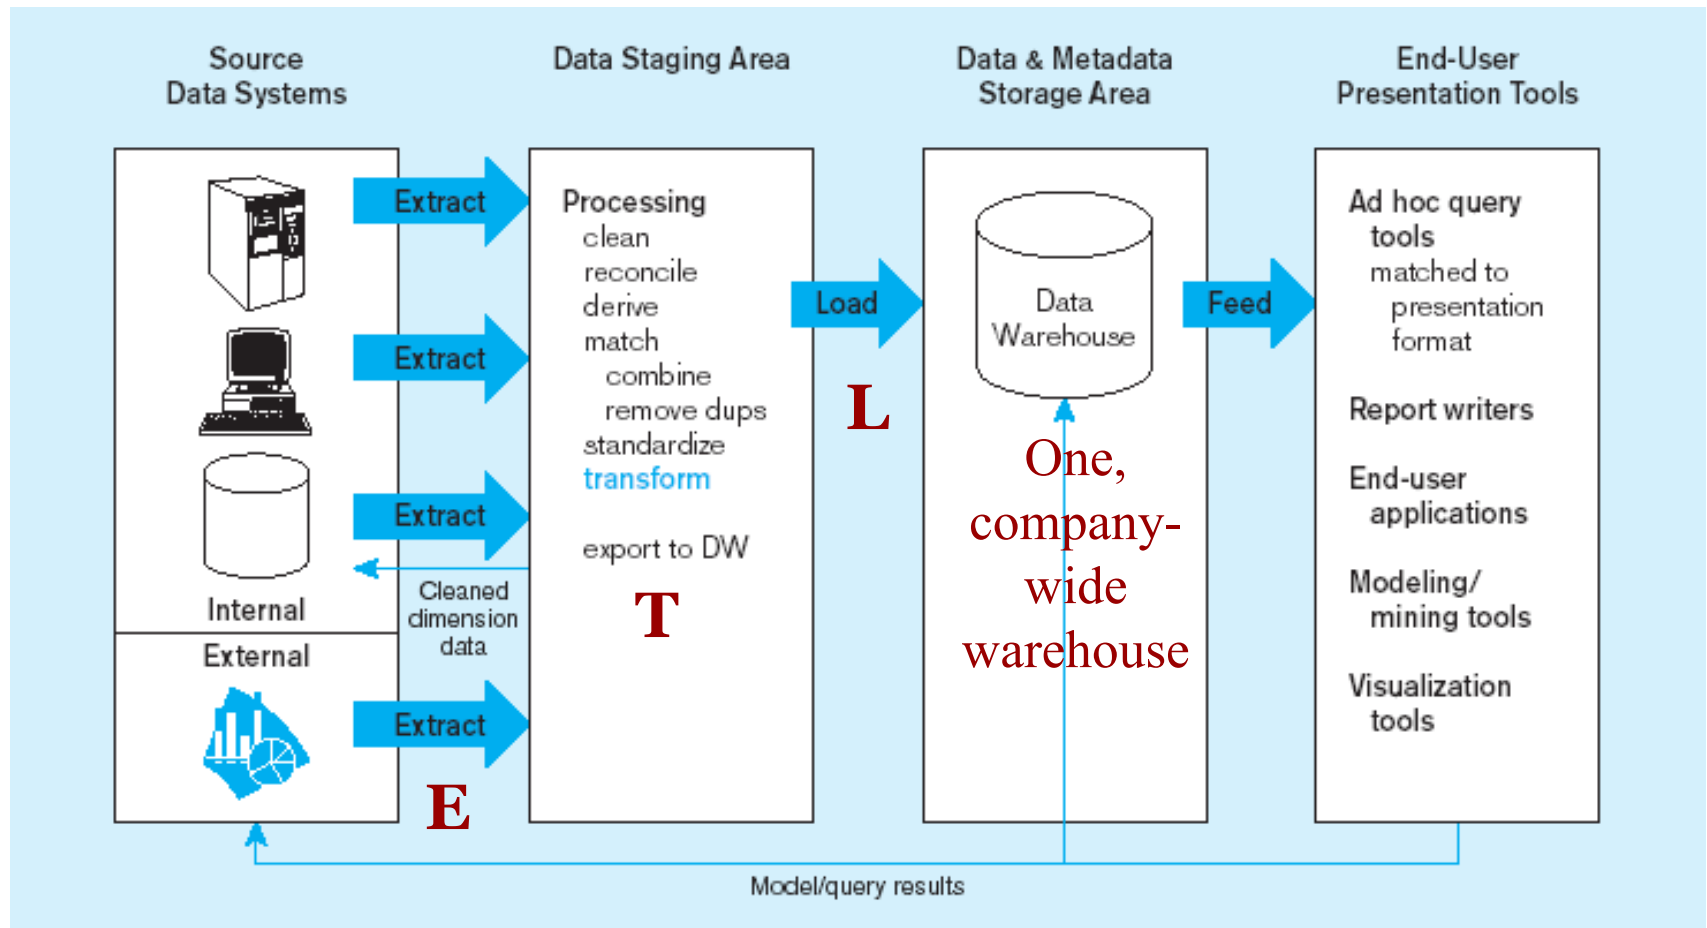 Source
Data Systems
Data Staging Area
Data & Metadata
Storage Area
End-User
Presentation Tools
Extract
Extract
Extract
Internal
External
Extract
E
Cleaned
dimension
data
Processing
clean
reconcile
derive
match
combine
remove dups
standardize
transform
export to DW
T
Load
L
Data
Warehouse
One,
company-
wide
warehouse
Feed
Ad hoc query
tools
matched to
presentation
format
Report writers
End-user
applications
Modeling/
mining tools
Visualization
tools
Model/query results